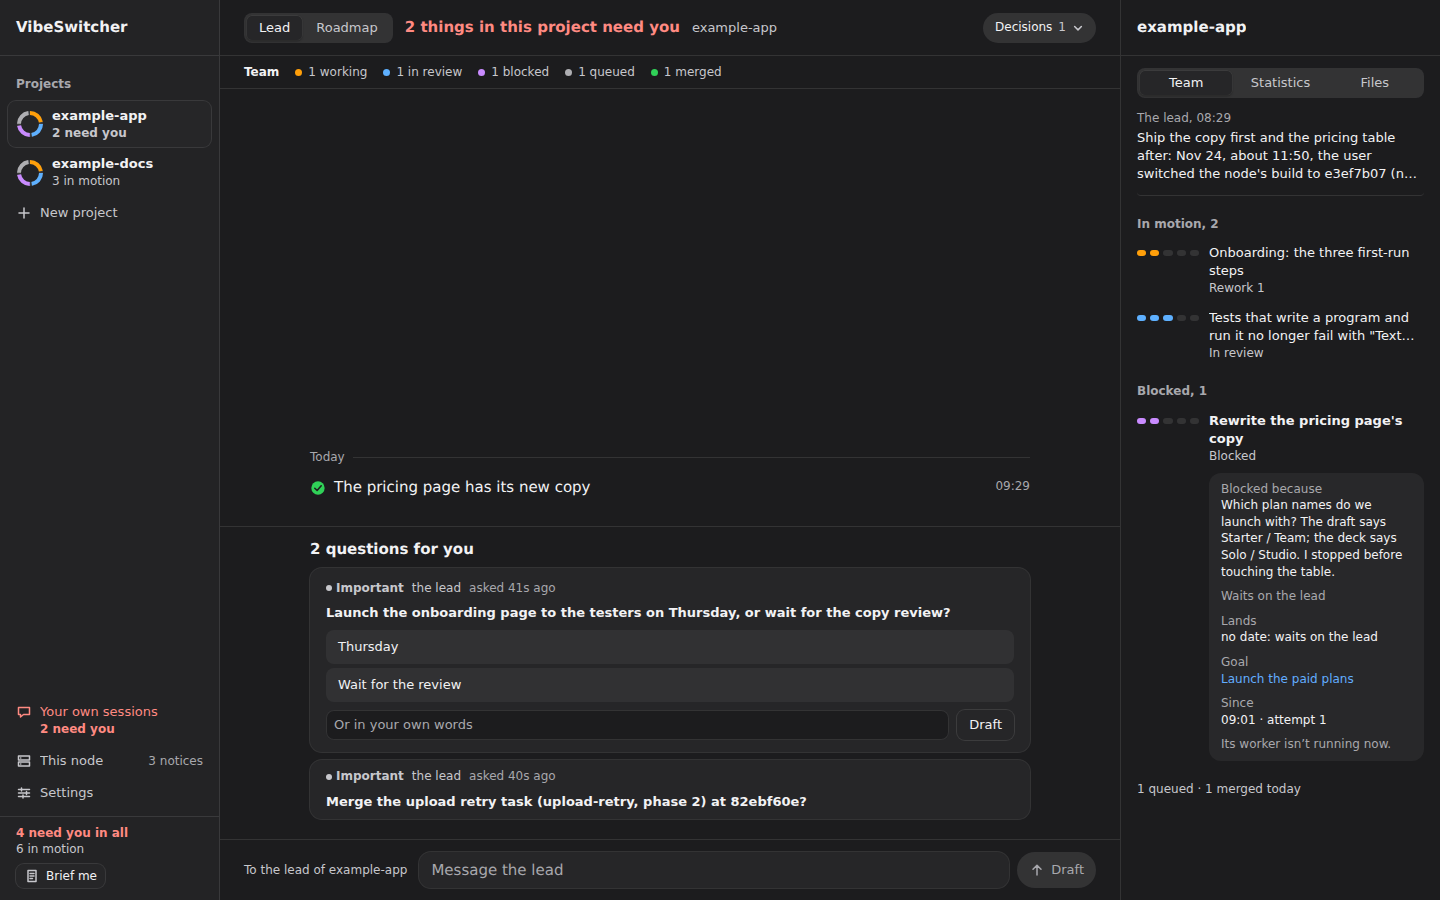 VibeSwitcher
Projects
example-app
2 need you
example-docs
3 in motion
New project
Your own sessions
2 need you
This node 3 notices
Settings
4 need you in all
6 in motion
Brief me
Lead Roadmap 2 things in this project need you example-app Decisions 1
Team 1 working 1 in review 1 blocked 1 queued 1 merged
Today
The pricing page has its new copy 09:29
2 questions for you
Important the lead asked 41s ago
Launch the onboarding page to the testers on Thursday, or wait for the copy review?
Thursday
Wait for the review
Or in your own words Draft
Important the lead asked 40s ago
Merge the upload retry task (upload-retry, phase 2) at 82ebf60e?
To the lead of example-app Message the lead Draft
example-app
Team Statistics Files
The lead, 08:29
Ship the copy first and the pricing table
after: Nov 24, about 11:50, the user
switched the node's build to e3ef7b07 (n…
In motion, 2
Onboarding: the three first-run
steps
Rework 1
Tests that write a program and
run it no longer fail with "Text…
In review
Blocked, 1
Rewrite the pricing page's
copy
Blocked
Blocked because
Which plan names do we
launch with? The draft says
Starter / Team; the deck says
Solo / Studio. I stopped before
touching the table.
Waits on the lead
Lands
no date: waits on the lead
Goal
Launch the paid plans
Since
09:01 · attempt 1
Its worker isn't running now.
1 queued · 1 merged today